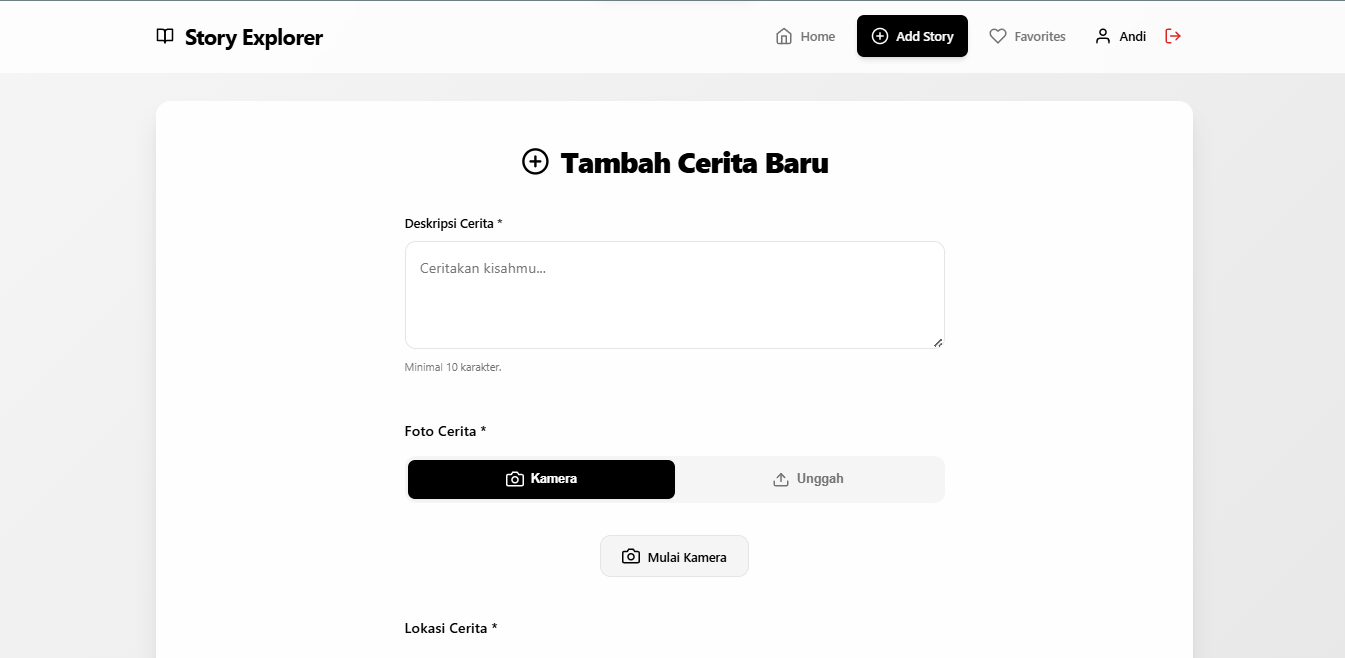 Story Explorer
Home
Add Story
Favorites
Andi
Tambah Cerita Baru
Deskripsi Cerita *
Ceritakan kisahmu...
Minimal 10 karakter.
Foto Cerita *
Kamera
Unggah
Mulai Kamera
Lokasi Cerita *